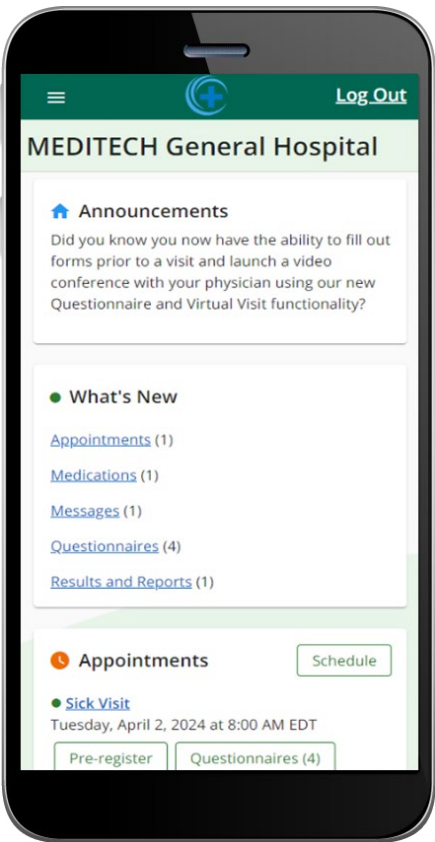 Log Out
MEDITECH General Hospital
Announcements
Did you know you now have the ability to fill out
forms prior to a visit and launch a video
conference with your physician using our new
Questionnaire and Virtual Visit functionality?
What's New
Appointments (1)
Medications (1)
Messages (1)
Questionnaires (4)
Results and Reports (1)
Appointments
Schedule
Sick Visit
Tuesday, April 2, 2024 at 8:00 AM EDT
Pre-register
Questionnaires (4)